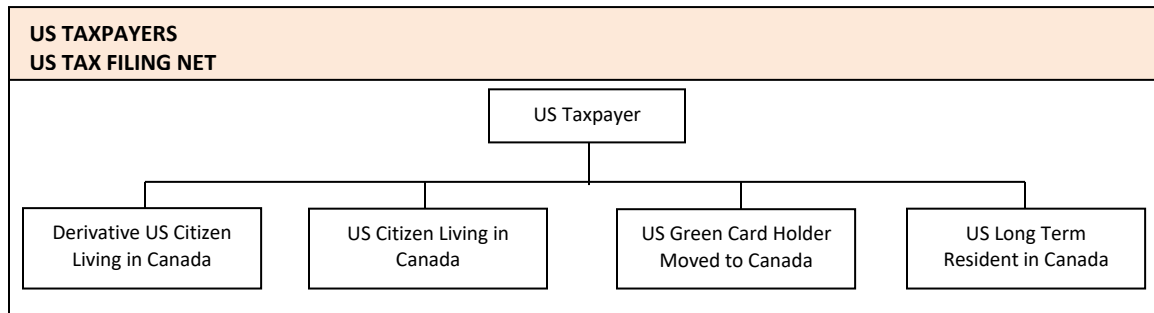 US TAXPAYERS
US TAX FILING NET
US Taxpayer
Derivative US Citizen
Living in Canada
US Citizen Living in
Canada
US Green Card Holder
Moved to Canada
US Long Term
Resident in Canada